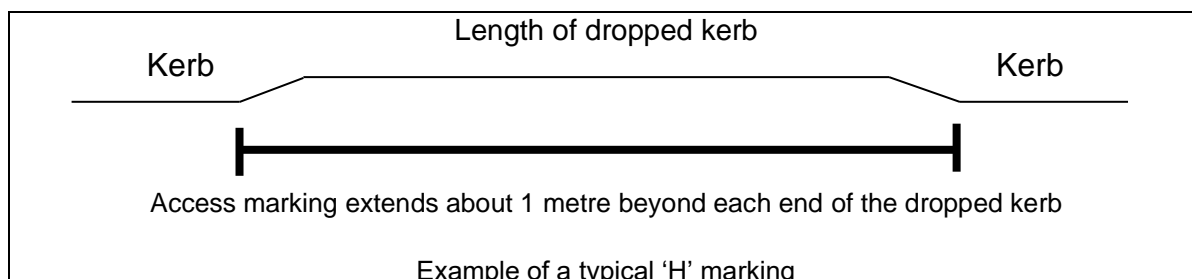 Length of dropped kerb
Kerb Kerb
Access marking extends about 1 metre beyond each end of the dropped kerb
Example of a typical ‘H’ marking